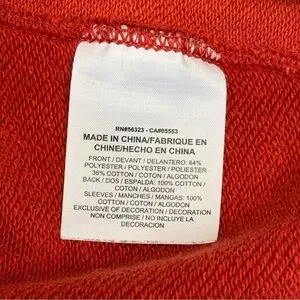 RN#56323 - CA#05553
MADE IN CHINA/FABRIQUE EN
CHINE/HECHO EN CHINA
FRONT / DEVANT / DELANTERO: 64%
POLYESTER / POLYESTER / POLIESTER
36% COTTON / COTON / ALGODON
BACK / DOS / ESPALDA: 100% COTTON /
COTON / ALGODON
SLEEVES / MANCHES / MANGAS: 100%
COTTON / COTON / ALGODON
EXCLUSIVE OF DECORATION / DECORATION
NON COMPRISE / NO INCLUYE LA
DECORACION